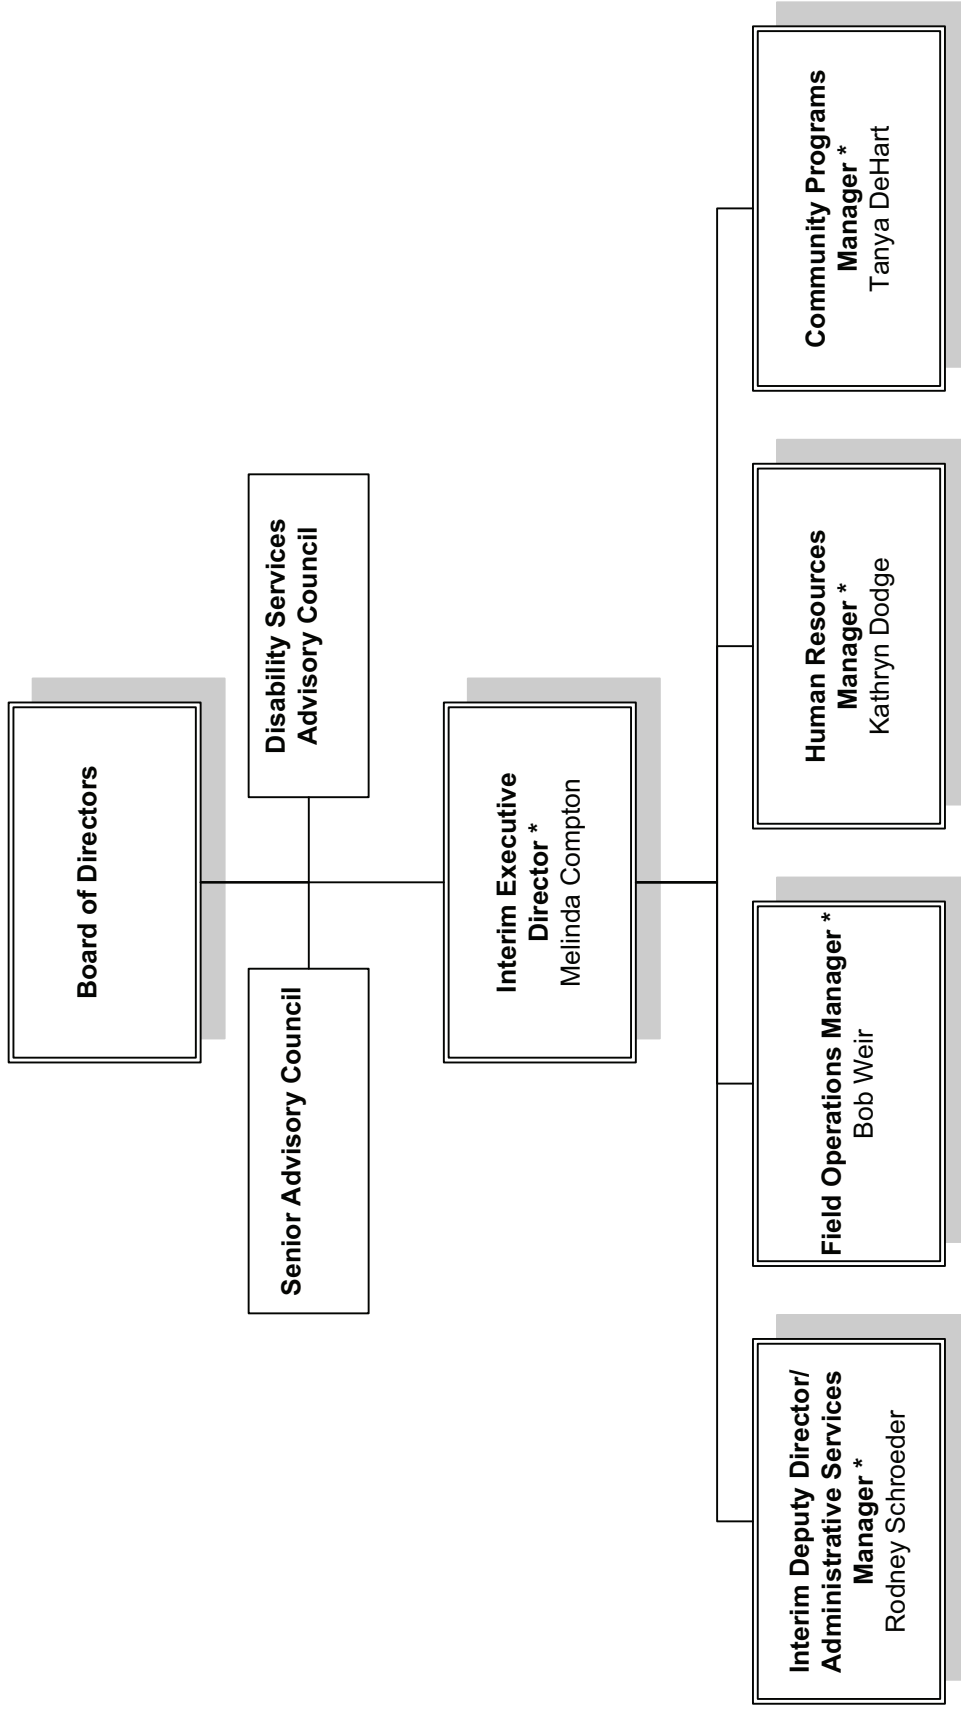 Board of Directors
Senior Advisory Council
Disability Services
Advisory Council
Interim Executive
Director *
Melinda Compton
Interim Deputy Director/
Administrative Services
Manager *
Rodney Schroeder
Field Operations Manager *
Bob Weir
Human Resources
Manager *
Kathryn Dodge
Community Programs
Manager *
Tanya DeHart